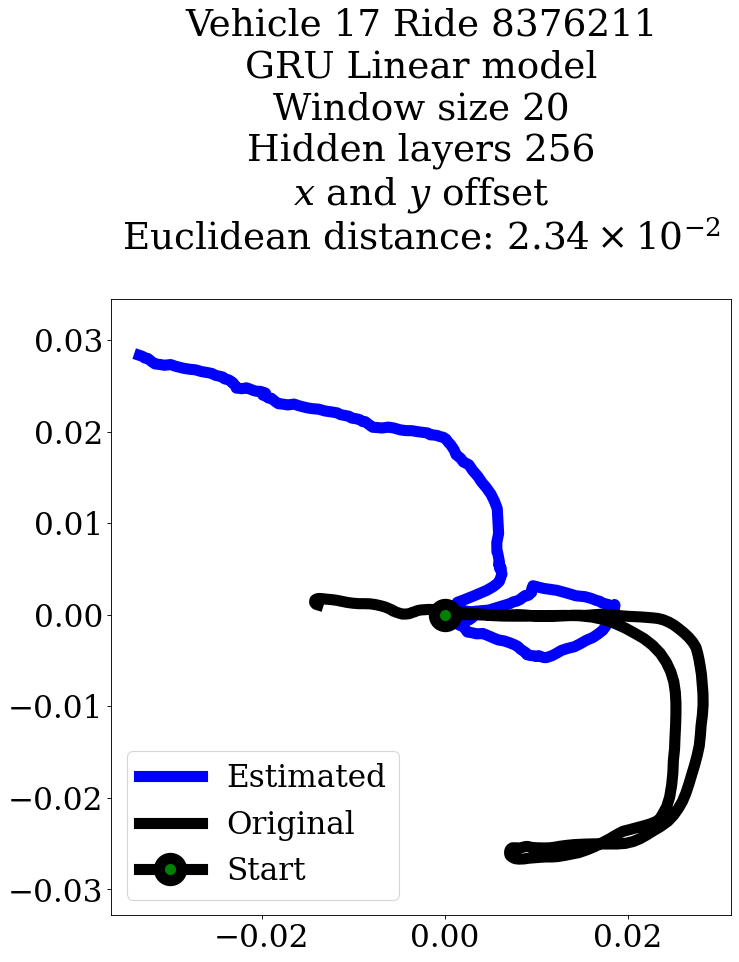 Vehicle 17 Ride 8376211
GRU Linear model
Window size 20
Hidden layers 256
x and y offset
Euclidean distance: 2.34 × 10⁻²
0.03
0.02
0.01
0.00
−0.01
−0.02
−0.03
Estimated
Original
Start
−0.02 0.00 0.02